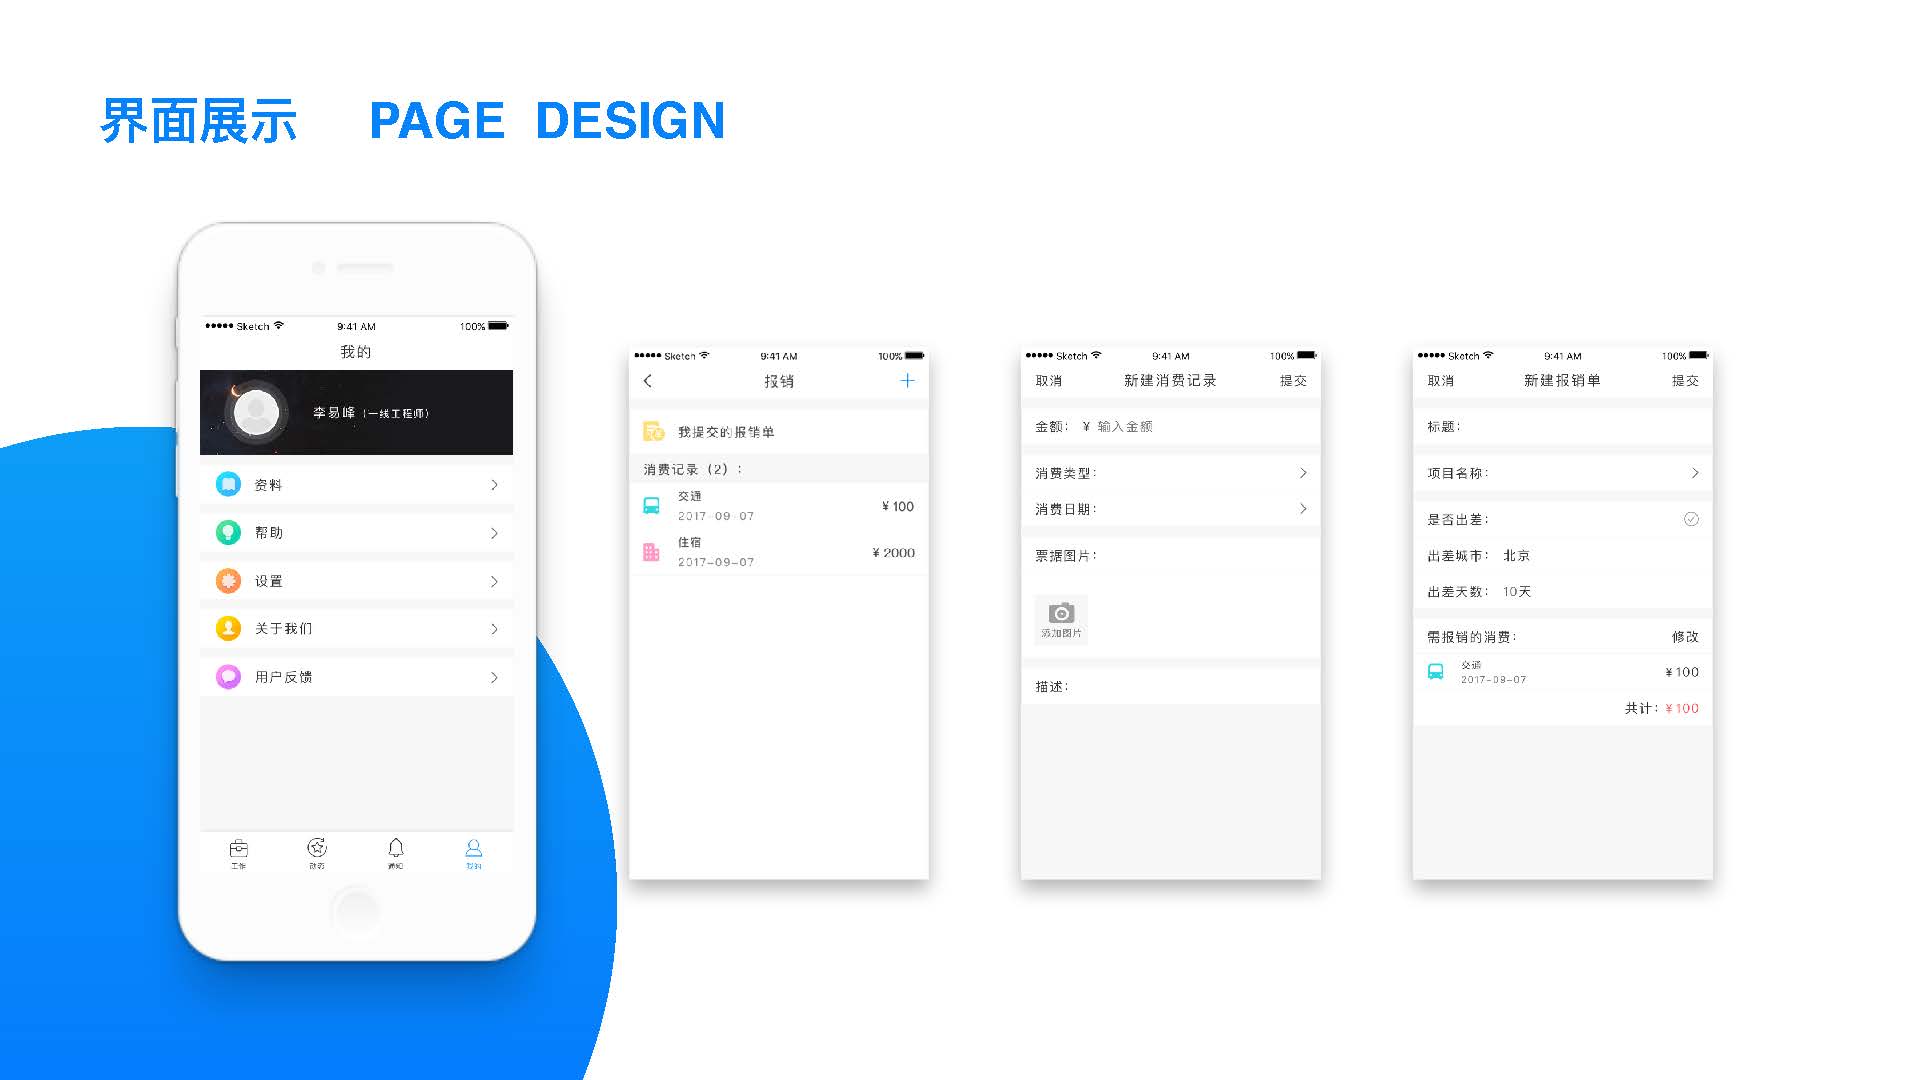 界面展示 PAGE DESIGN
Sketch 9:41 AM 100%
我的
李易峰（一线工程师）
资料
帮助
设置
关于我们
用户反馈
工作 动态 通知 我的
Sketch 9:41 AM 100%
报销
我提交的报销单
消费记录（2）:
交通
2017-09-07
¥ 100
住宿
2017-09-07
¥ 2000
Sketch 9:41 AM 100%
取消 新建消费记录 提交
金额： ¥ 输入金额
消费类型：
消费日期：
票据图片：
添加图片
描述：
Sketch 9:41 AM 100%
取消 新建报销单 提交
标题：
项目名称：
是否出差：
出差城市： 北京
出差天数： 10天
需报销的消费： 修改
交通
2017-09-07
¥100
共计：¥100